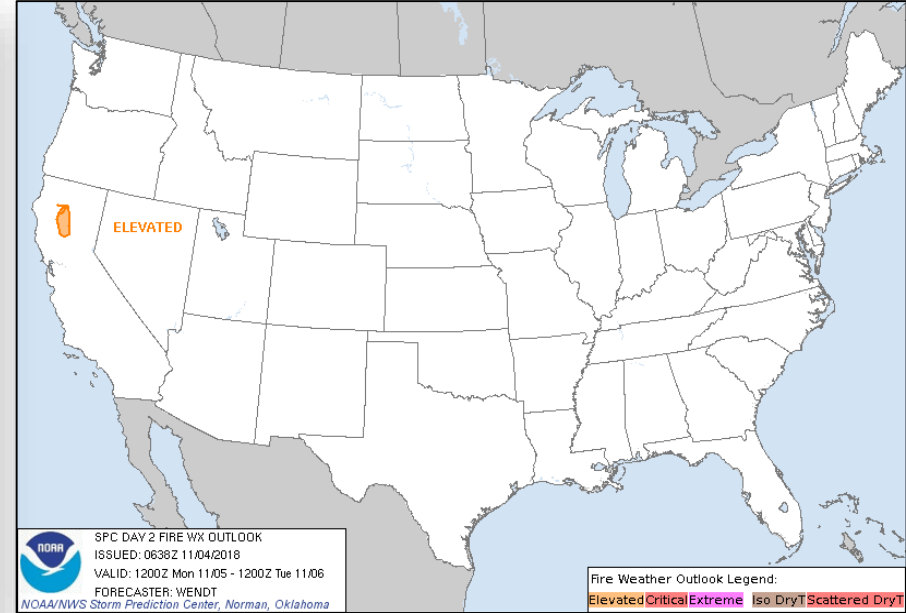 ELEVATED
NOAA
SPC DAY 2 FIRE WX OUTLOOK
ISSUED: 0638Z 11/04/2018
VALID: 1200Z Mon 11/05 - 1200Z Tue 11/06
FORECASTER: WENDT
NOAA/NWS Storm Prediction Center, Norman, Oklahoma
Fire Weather Outlook Legend:
Elevated Critical Extreme Iso DryT Scattered DryT